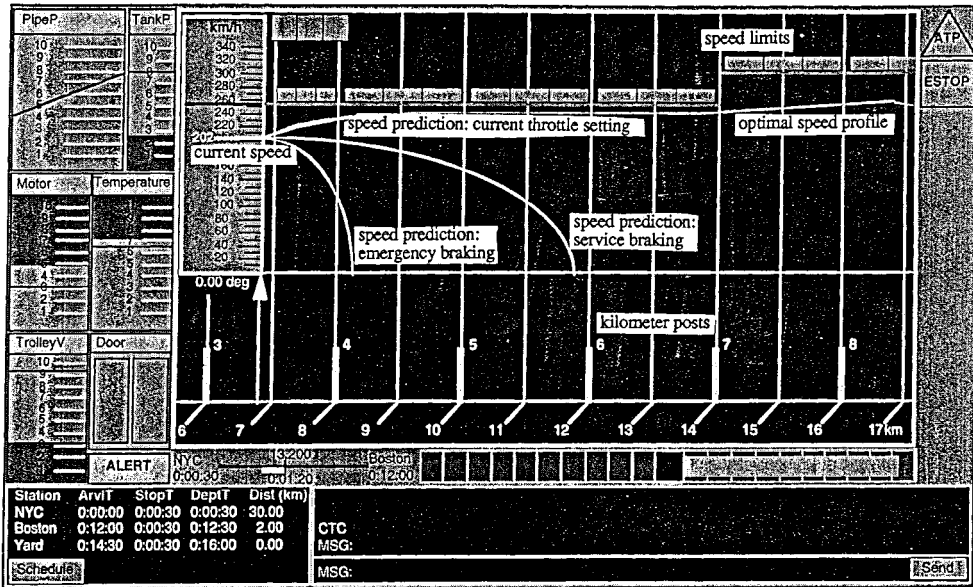 PipeP.
TankP
km/h
ATP
ESTOP
speed limits
340
320
300
280
260
240
220
202
speed prediction: current throttle setting
optimal speed profile
current speed
120
100
80
60
40
20
speed prediction:
emergency braking
speed prediction:
service braking
Motor
Temperature
0.00 deg
kilometer posts
3
4
5
6
7
8
TrolleyV
Door
6
7
8
9
10
11
12
13
14
15
16
17km
ALERT
NYC
3.200
Boston
0:00:30
0:01:20
0:12:00
Station ArvlT StopT DeptT Dist (km)
NYC 0:00:00 0:00:30 0:00:30 30.00
Boston 0:12:00 0:00:30 0:12:30 2.00
Yard 0:14:30 0:00:30 0:16:00 0.00
Schedule
CTC
MSG:
MSG:
Send